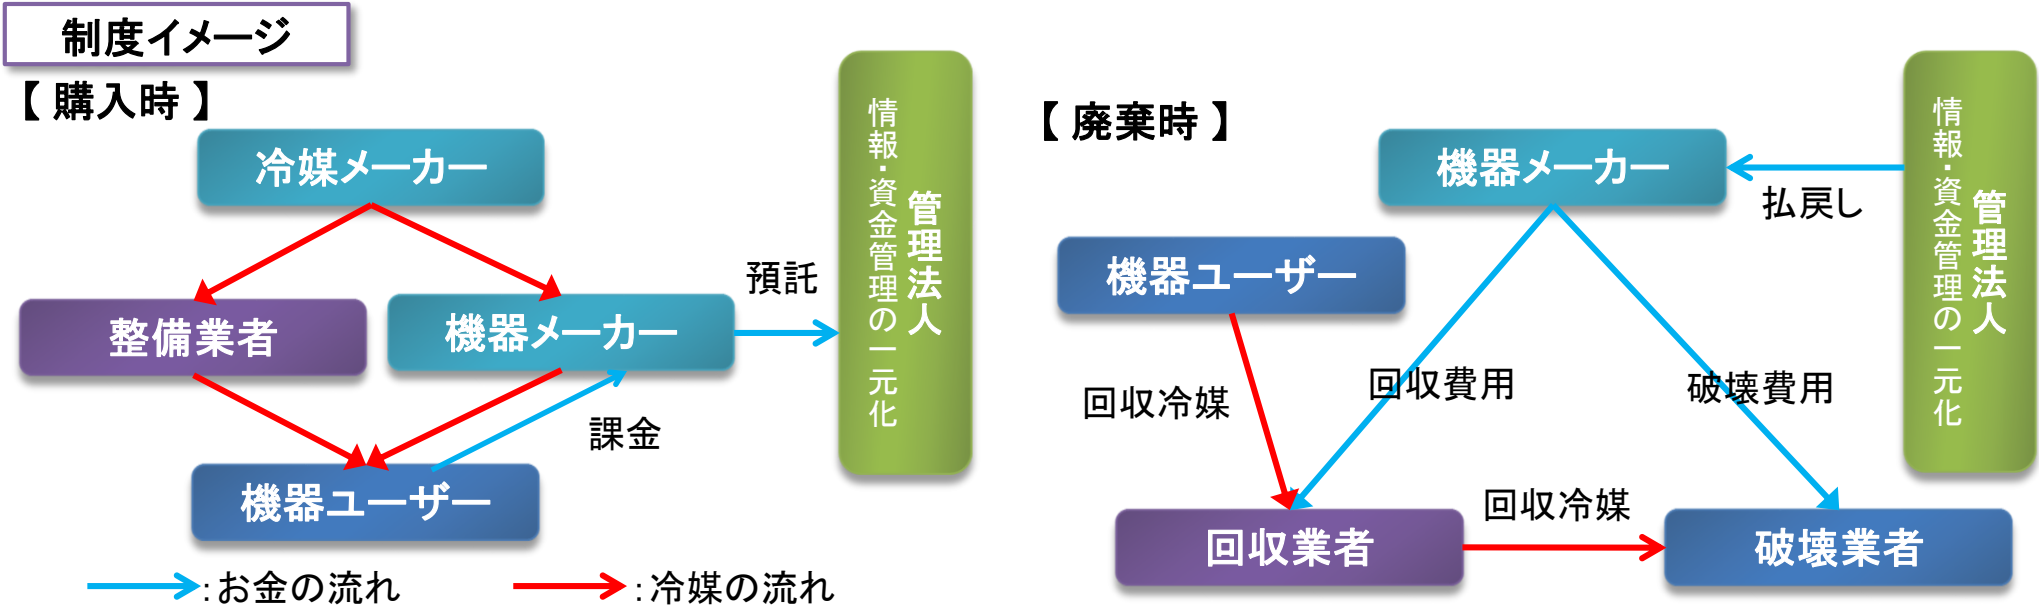 制度イメージ
【 購入時 】
冷媒メーカー
整備業者
機器メーカー
預託
課金
機器ユーザー
管理法人
情報・資金管理の一元化
：お金の流れ
：冷媒の流れ
【 廃棄時 】
機器メーカー
払戻し
機器ユーザー
回収冷媒
回収費用
破壊費用
回収冷媒
回収業者
破壊業者
管理法人
情報・資金管理の一元化